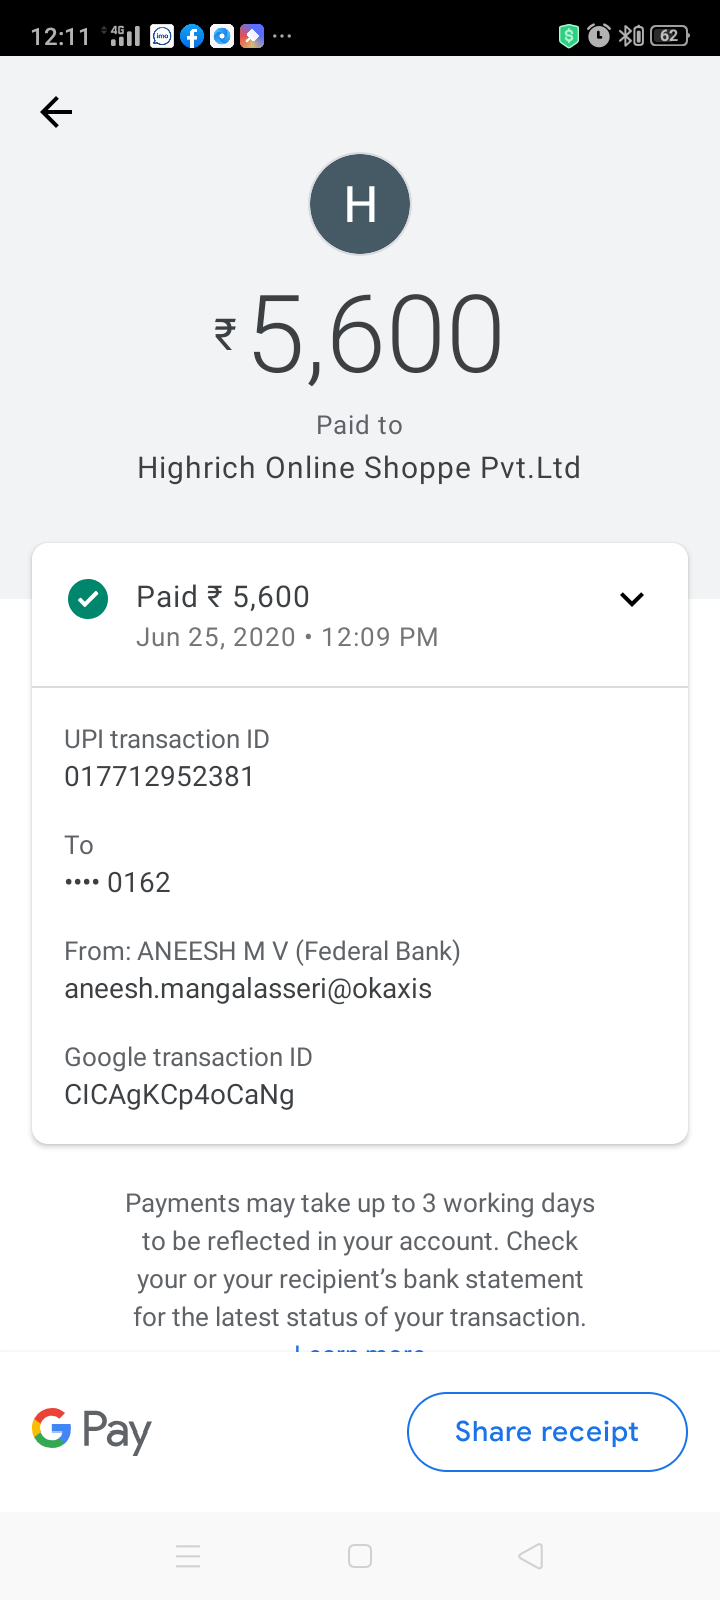 12:11 4G imo 62
H
₹5,600
Paid to
Highrich Online Shoppe Pvt.Ltd
Paid ₹ 5,600
Jun 25, 2020 • 12:09 PM
UPI transaction ID
017712952381
To
•••• 0162
From: ANEESH M V (Federal Bank)
aneesh.mangalasseri@okaxis
Google transaction ID
CICAgKCp4oCaNg
Payments may take up to 3 working days
to be reflected in your account. Check
your or your recipient’s bank statement
for the latest status of your transaction.
Learn more
G Pay
Share receipt